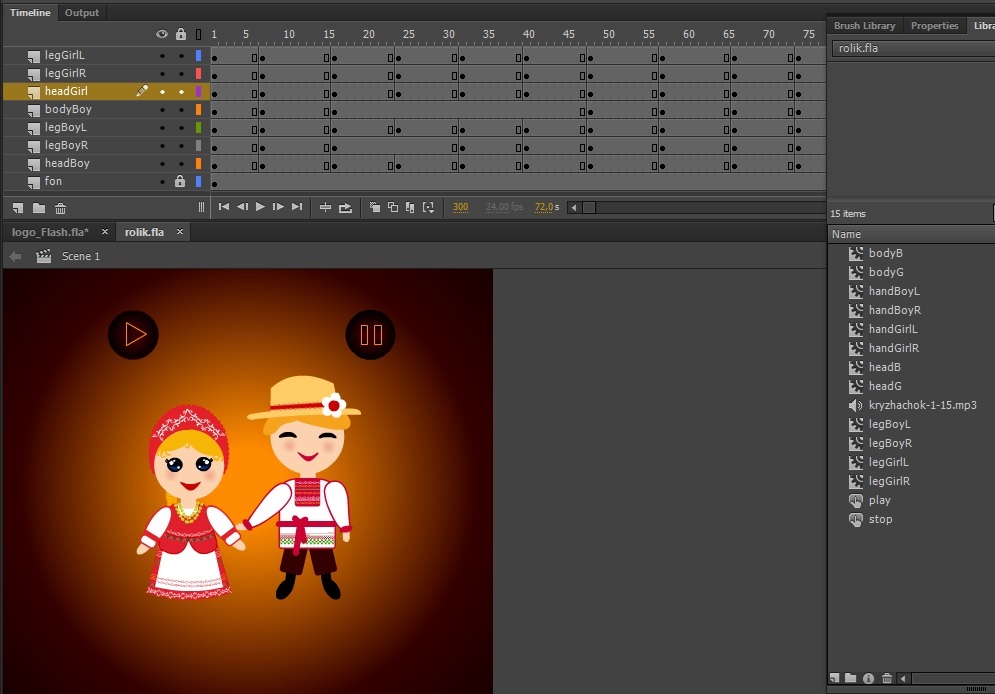 Timeline Output
1 5 10 15 20 25 30 35 40 45 50 55 60 65 70 75
legGirlL
legGirlR
headGirl
bodyBoy
legBoyL
legBoyR
headBoy
fon
300 24,00 fps 72,0 s
logo_Flash.fla* × rolik.fla ×
Scene 1
Brush Library Properties Libra
rolik.fla
15 items
Name
bodyB
bodyG
handBoyL
handBoyR
handGirlL
handGirlR
headB
headG
kryzhachok-1-15.mp3
legBoyL
legBoyR
legGirlL
legGirlR
play
stop